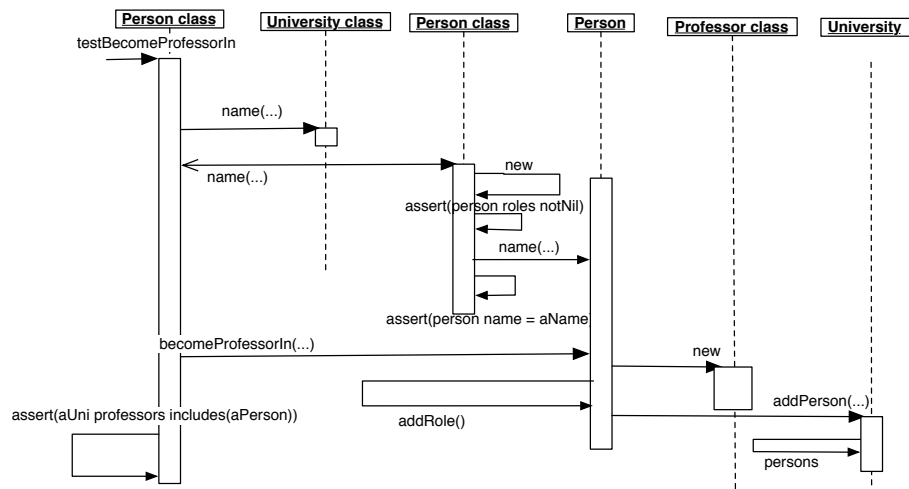 Person class
University class
Person class
Person
Professor class
University
testBecomeProfessorIn
name(...)
new
name(...)
assert(person roles notNil)
name(...)
assert(person name = aName)
becomeProfessorIn(...)
new
addPerson(...)
assert(aUni professors includes(aPerson))
addRole()
persons